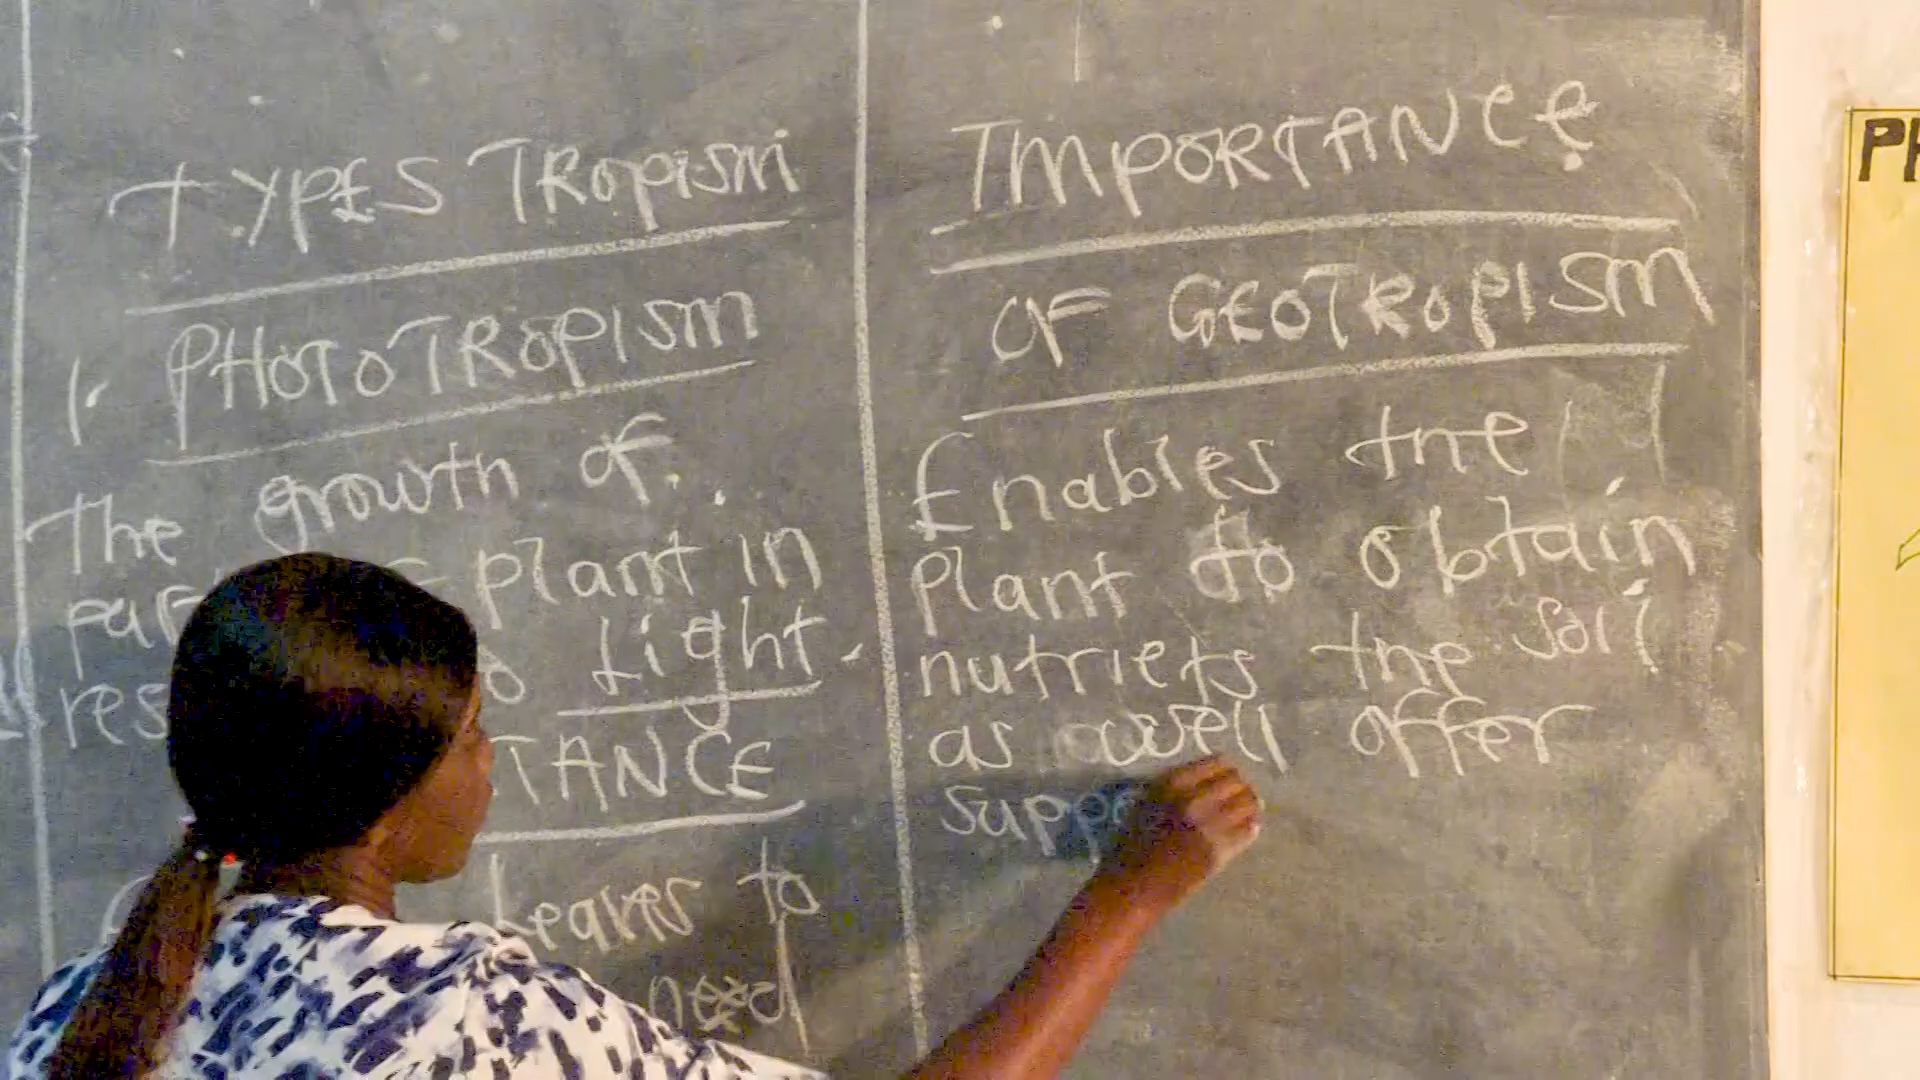 TYPES TROPISM
1. PHOTOTROPISM
The growth of
plant in
Light.
TANCE
Leaves to
need
IMPORTANCE
OF GEOTROPISM
Enables the
plant to obtain
nutriets the soil
as well offer
supp
PH